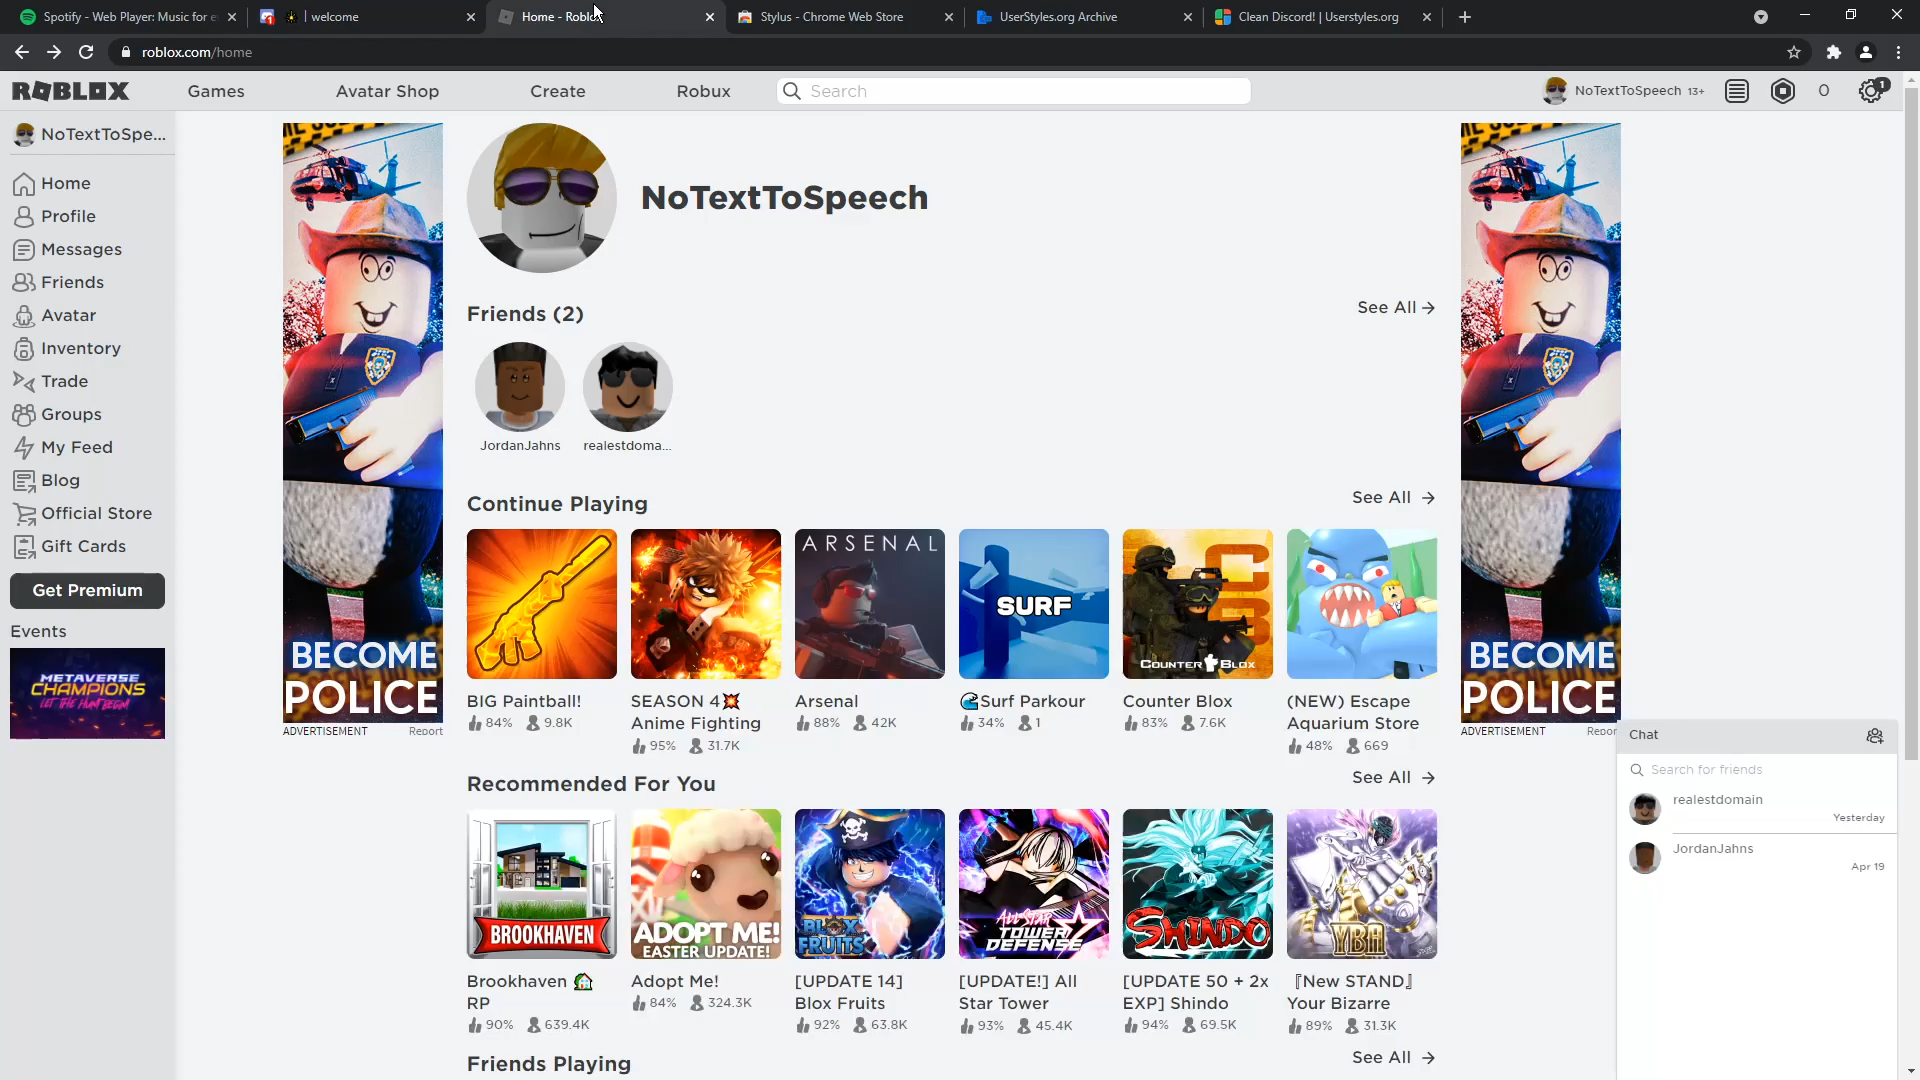 Spotify - Web Player: Music for e
1
| welcome
Home - Roblox
Stylus - Chrome Web Store
UserStyles.org Archive
Clean Discord! | Userstyles.org
roblox.com/home
ROBLOX
Games
Avatar Shop
Create
Robux
Search
NoTextToSpeech 13+
0
1
NoTextToSpe...
Home
Profile
Messages
Friends
Avatar
Inventory
Trade
Groups
My Feed
Blog
Official Store
Gift Cards
Get Premium
Events
METAVERSE
CHAMPIONS
LET THE HUNT BEGIN
BECOME
POLICE
ADVERTISEMENT
Report
NoTextToSpeech
Friends (2)
See All →
JordanJahns
realestdoma...
Continue Playing
See All →
ARSENAL
SURF
COUNTER BLOX
BIG Paintball!
84% 9.8K
SEASON 4💥
Anime Fighting
95% 31.7K
Arsenal
88% 42K
🌊Surf Parkour
34% 1
Counter Blox
83% 7.6K
(NEW) Escape
Aquarium Store
48% 669
Recommended For You
See All →
BROOKHAVEN
ADOPT ME!
EASTER UPDATE!
BLOX
FRUITS
ALL STAR
TOWER
DEFENSE
SHINDO
YBA
Brookhaven 🏡
RP
90% 639.4K
Adopt Me!
84% 324.3K
[UPDATE 14]
Blox Fruits
92% 63.8K
[UPDATE!] All
Star Tower
93% 45.4K
[UPDATE 50 + 2x
EXP] Shindo
94% 69.5K
『New STAND』
Your Bizarre
89% 31.3K
Friends Playing
See All →
BECOME
POLICE
ADVERTISEMENT
Repor
Chat
Search for friends
realestdomain
Yesterday
JordanJahns
Apr 19